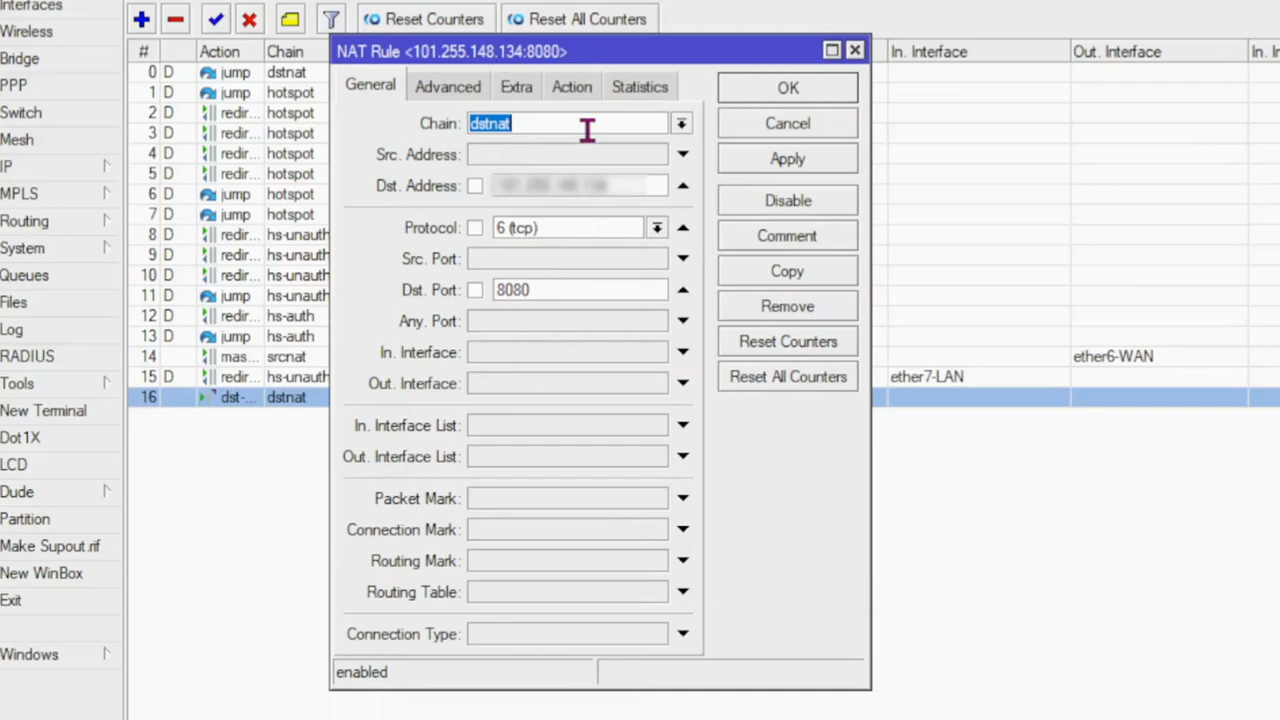 Interfaces
Wireless
Bridge
PPP
Switch
Mesh
IP
MPLS
Routing
System
Queues
Files
Log
RADIUS
Tools
New Terminal
Dot1X
LCD
Dude
Partition
Make Supout.rif
New WinBox
Exit
Windows
Reset Counters
Reset All Counters
# Action Chain In. Interface Out. Interface In. In
0 D jump dstnat
1 D jump hotspot
2 D redir... hotspot
3 D redir... hotspot
4 D redir... hotspot
5 D redir... hotspot
6 D jump hotspot
7 D jump hotspot
8 D redir... hs-unauth
9 D redir... hs-unauth
10 D redir... hs-unauth
11 D jump hs-unauth
12 D redir... hs-auth
13 D jump hs-auth
14 mas... srcnat ether6-WAN
15 D redir... hs-unauth ether7-LAN
16 dst-... dstnat
NAT Rule <101.255.148.134:8080>
General Advanced Extra Action Statistics
Chain: dstnat
Src. Address:
Dst. Address:
Protocol: 6 (tcp)
Src. Port:
Dst. Port: 8080
Any. Port:
In. Interface:
Out. Interface:
In. Interface List:
Out. Interface List:
Packet Mark:
Connection Mark:
Routing Mark:
Routing Table:
Connection Type:
enabled
OK
Cancel
Apply
Disable
Comment
Copy
Remove
Reset Counters
Reset All Counters